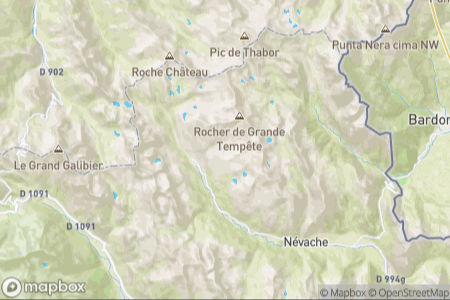 Pic de Thabor
Punta Nera cima NW
D 902
Roche Château
Rocher de Grande
Tempête
Bardon
Le Grand Galibier
D 1091
D 1091
Névache
D 994g
mapbox
© Mapbox © OpenStreetMap